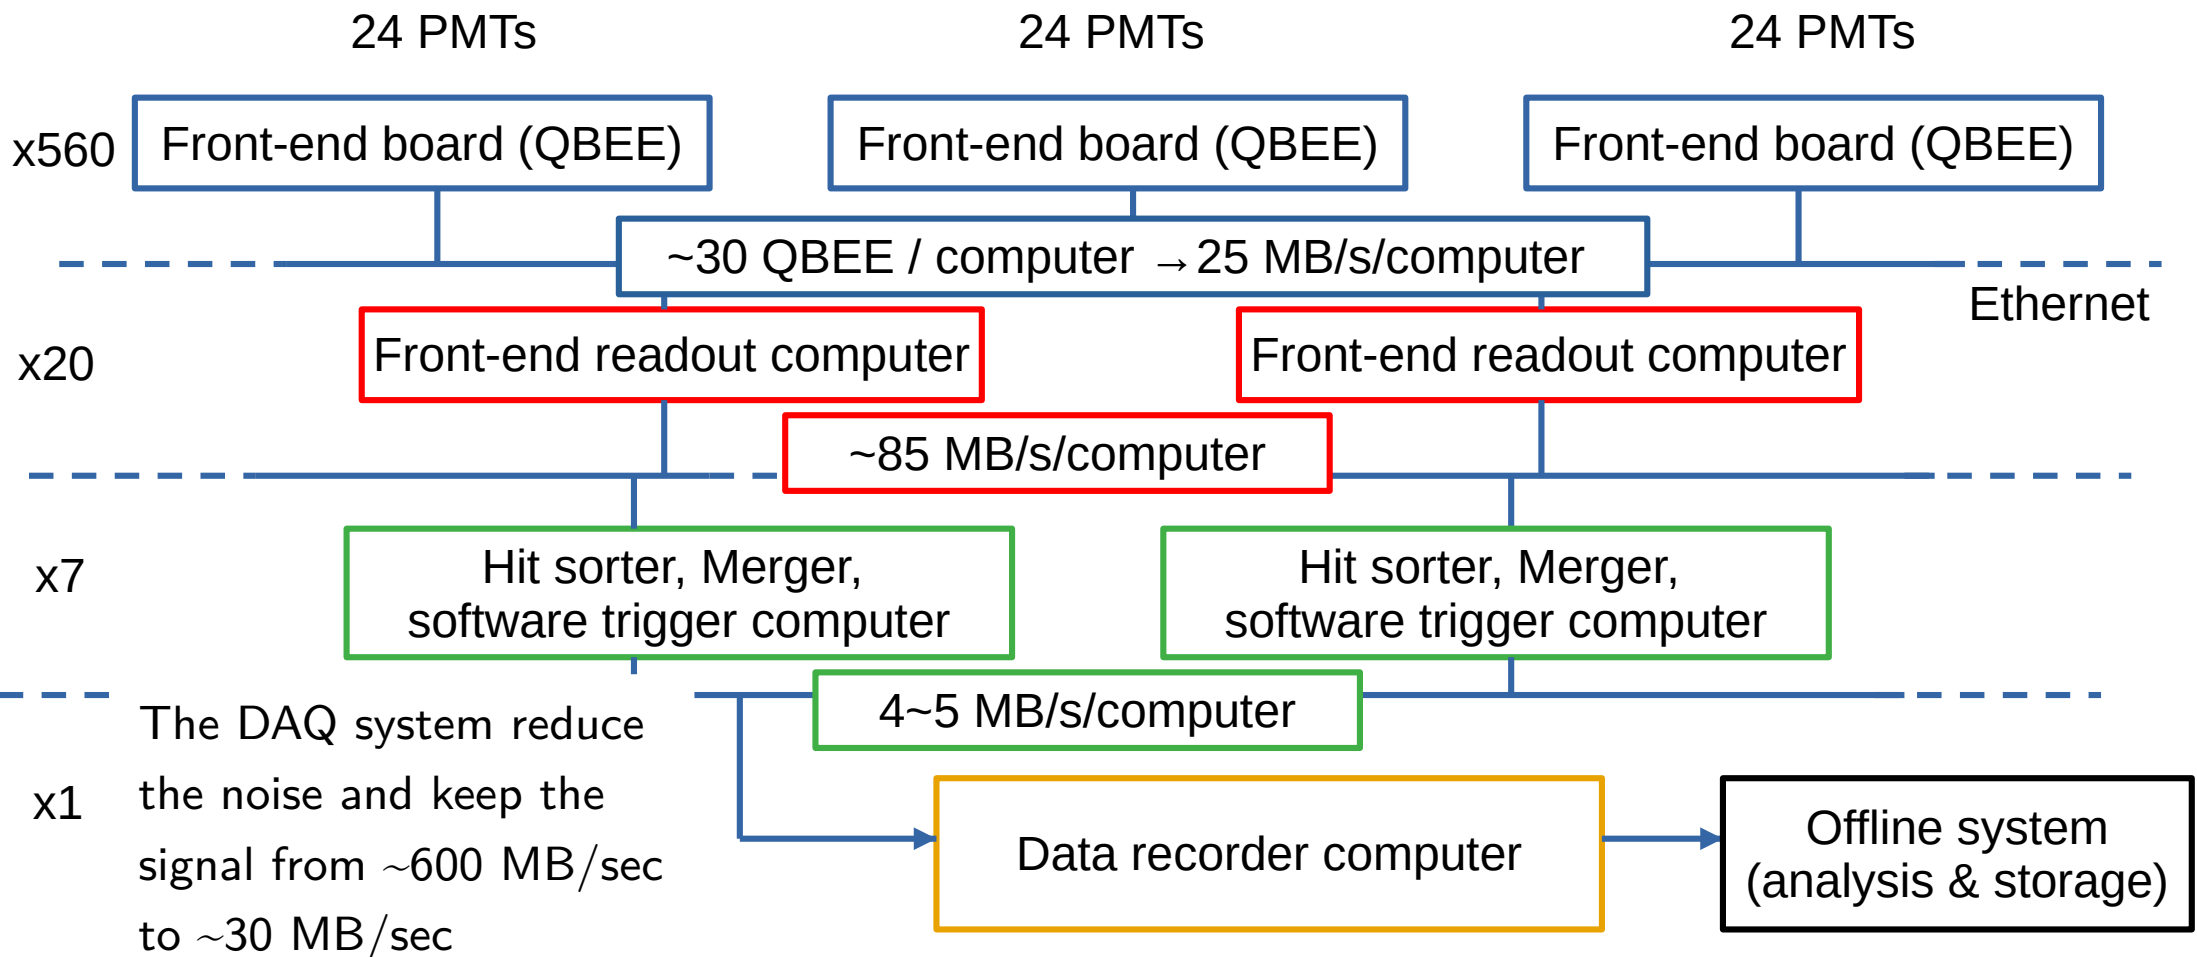 24 PMTs
24 PMTs
24 PMTs
x560
Front-end board (QBEE)
Front-end board (QBEE)
Front-end board (QBEE)
~30 QBEE / computer →25 MB/s/computer
Ethernet
x20
Front-end readout computer
Front-end readout computer
~85 MB/s/computer
x7
Hit sorter, Merger,
software trigger computer
Hit sorter, Merger,
software trigger computer
4~5 MB/s/computer
x1
The DAQ system reduce
the noise and keep the
signal from ~600 MB/sec
to ~30 MB/sec
Data recorder computer
Offline system
(analysis & storage)